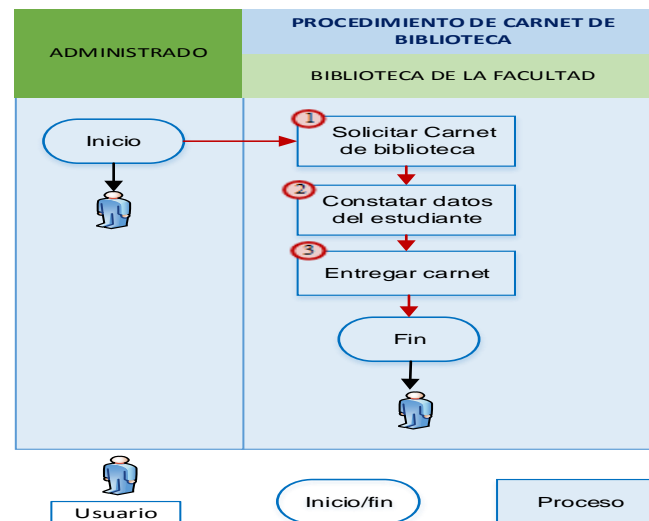 ADMINISTRADO
PROCEDIMIENTO DE CARNET DE
BIBLIOTECA
BIBLIOTECA DE LA FACULTAD
Inicio
1
Solicitar Carnet
de biblioteca
2
Constatar datos
del estudiante
3
Entregar carnet
Fin
Usuario
Inicio/fin
Proceso